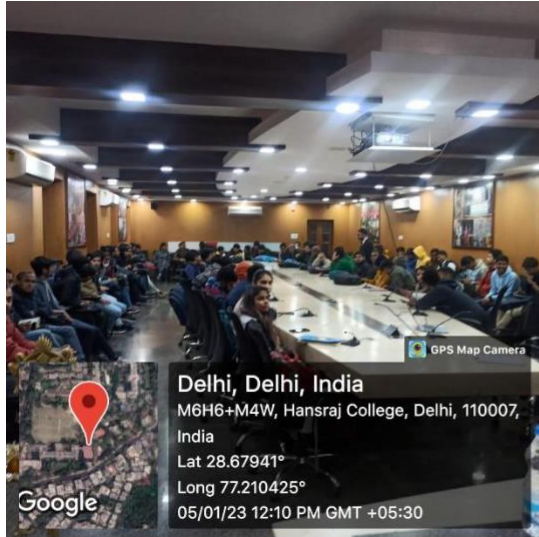 GPS Map Camera
Delhi, Delhi, India
M6H6+M4W, Hansraj College, Delhi, 110007,
India
Lat 28.67941°
Long 77.210425°
05/01/23 12:10 PM GMT +05:30
Google